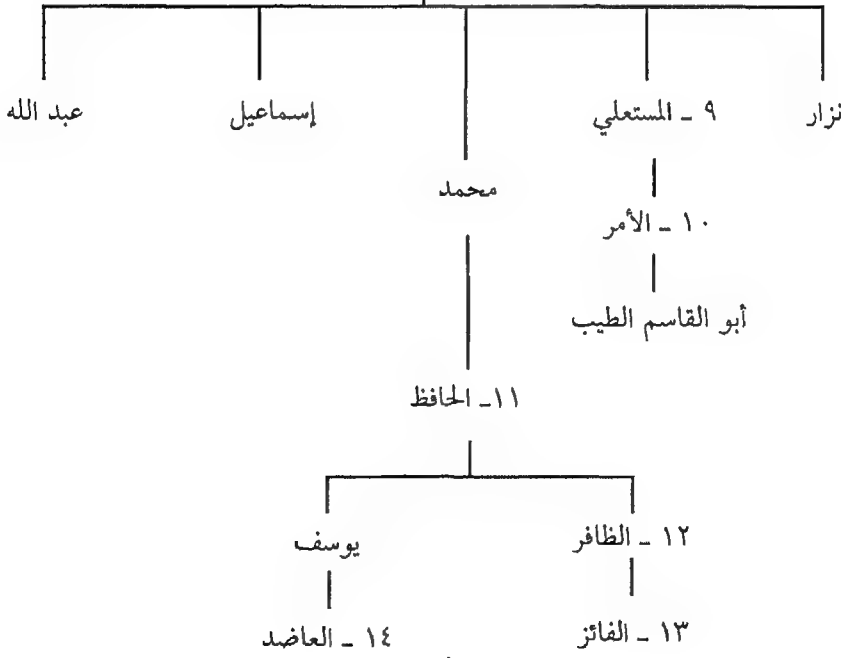 نزار
٩ ـ المستعلي
إسماعيل
عبد الله
محمد
١٠ ـ الأمر
أبو القاسم الطيب
١١ـ الحافظ
١٢ ـ الظافر
يوسف
١٣ ـ الفائز
١٤ ـ العاضد